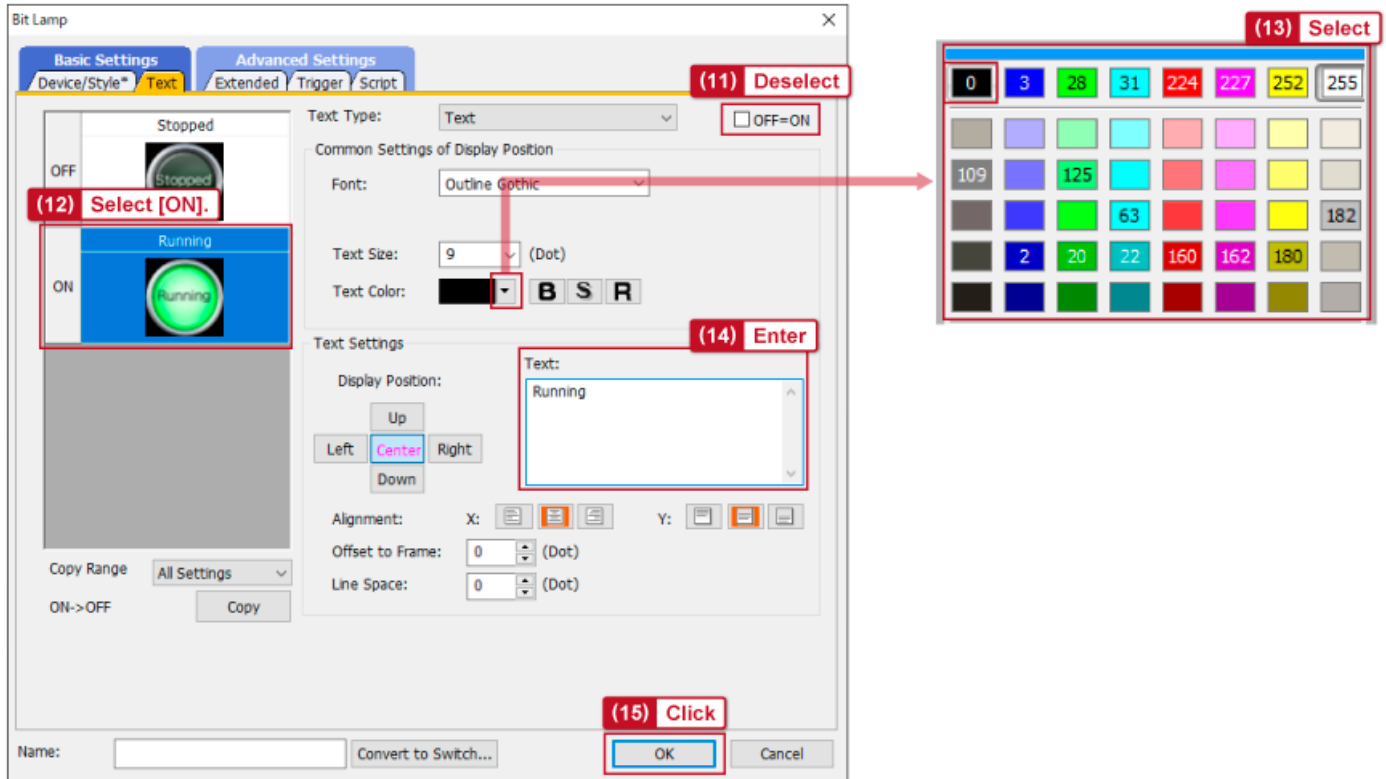 Bit Lamp
Basic Settings
Advanced Settings
Device/Style*
Text
Extended
Trigger
Script
(11) Deselect
OFF=ON
Stopped
OFF
Stopped
(12) Select [ON].
Running
ON
Running
Text Type:
Text
Common Settings of Display Position
Font:
Outline Gothic
Text Size:
9
(Dot)
Text Color:
B S R
Text Settings
(14) Enter
Display Position:
Text:
Running
Up
Left Center Right
Down
Alignment:
X:
Y:
Offset to Frame:
0
(Dot)
Line Space:
0
(Dot)
Copy Range
All Settings
ON->OFF
Copy
(15) Click
Name:
Convert to Switch...
OK
Cancel
(13) Select
0 3 28 31 224 227 252 255
109 125
63 182
2 20 22 160 162 180